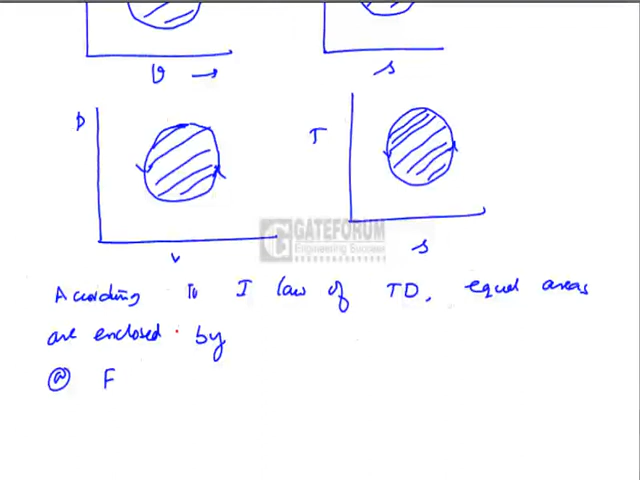 v →
s
p
T
v
s
GATEFORUM
Engineering Success
According to I law of TD, equal areas
are enclosed by
(a) F